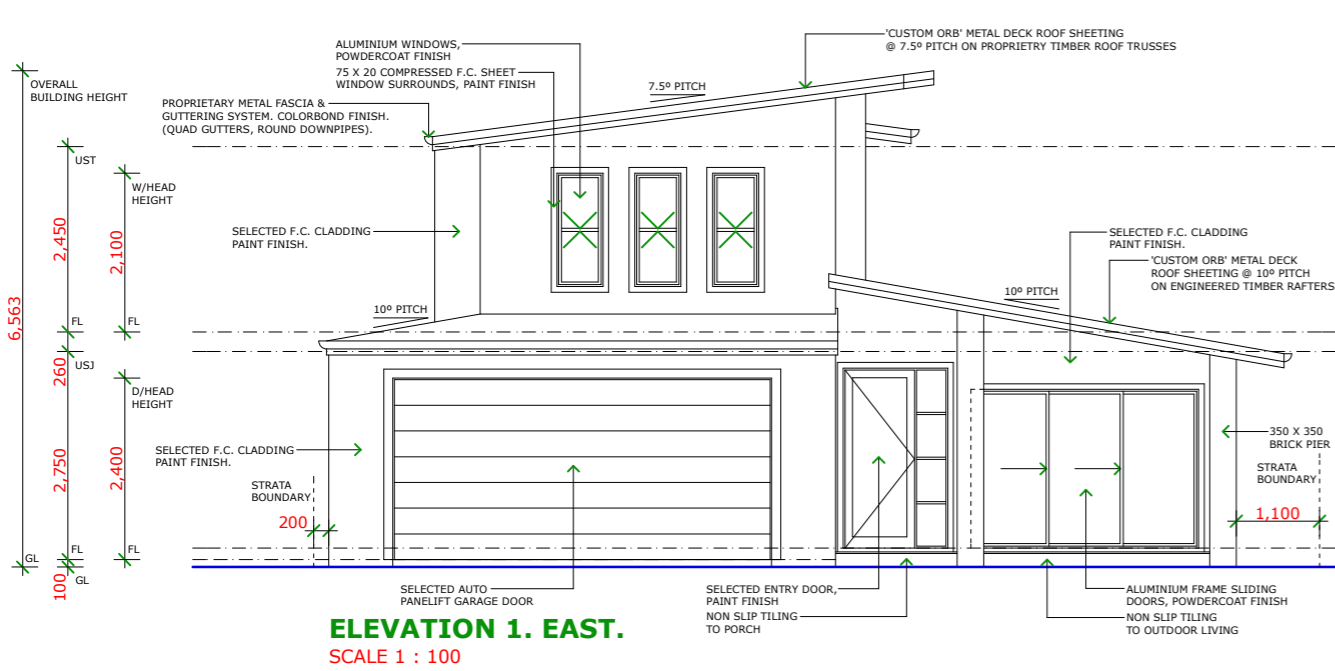 'CUSTOM ORB' METAL DECK ROOF SHEETING
@ 7.5º PITCH ON PROPRIETRY TIMBER ROOF TRUSSES
ALUMINIUM WINDOWS,
POWDERCOAT FINISH
75 X 20 COMPRESSED F.C. SHEET
WINDOW SURROUNDS, PAINT FINISH
OVERALL
BUILDING HEIGHT
7.5º PITCH
PROPRIETARY METAL FASCIA &
GUTTERING SYSTEM. COLORBOND FINISH.
(QUAD GUTTERS, ROUND DOWNPIPES).
UST
W/HEAD
HEIGHT
2,450
2,100
SELECTED F.C. CLADDING
PAINT FINISH.
SELECTED F.C. CLADDING
PAINT FINISH.
'CUSTOM ORB' METAL DECK
ROOF SHEETING @ 10º PITCH
ON ENGINEERED TIMBER RAFTERS
10º PITCH
10º PITCH
6,563
FL
FL
260
USJ
D/HEAD
HEIGHT
2,750
2,400
SELECTED F.C. CLADDING
PAINT FINISH.
350 X 350
BRICK PIER
STRATA
BOUNDARY
STRATA
BOUNDARY
200
1,100
FL
FL
GL
GL
100
SELECTED AUTO
PANELIFT GARAGE DOOR
SELECTED ENTRY DOOR,
PAINT FINISH
NON SLIP TILING
TO PORCH
ALUMINIUM FRAME SLIDING
DOORS, POWDERCOAT FINISH
NON SLIP TILING
TO OUTDOOR LIVING
ELEVATION 1. EAST.
SCALE 1 : 100